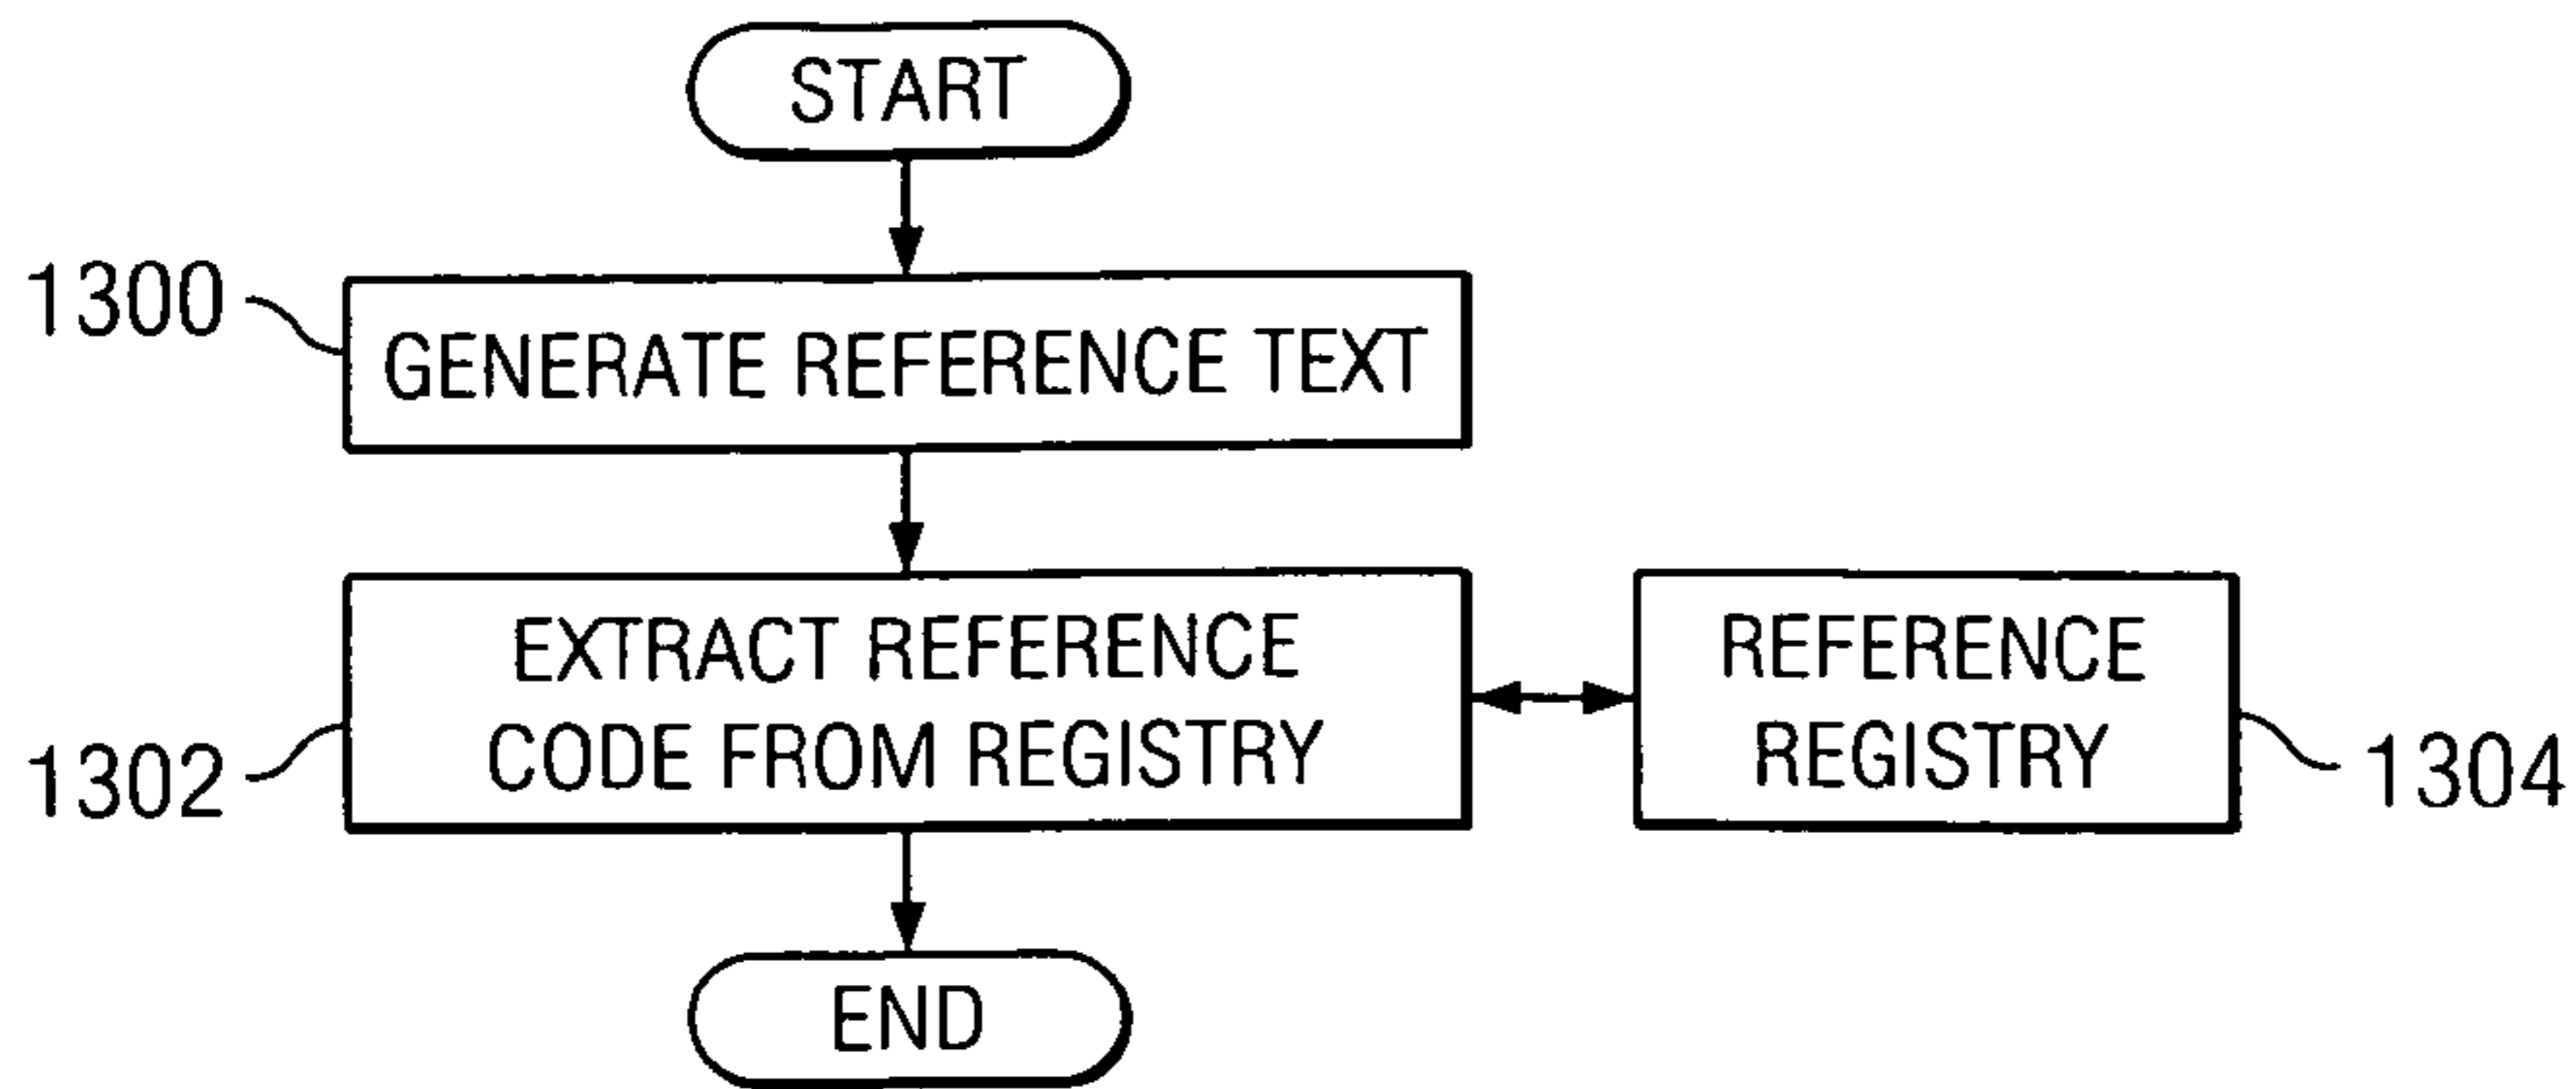 START
1300
GENERATE REFERENCE TEXT
EXTRACT REFERENCE
CODE FROM REGISTRY
1302
REFERENCE
REGISTRY
1304
END